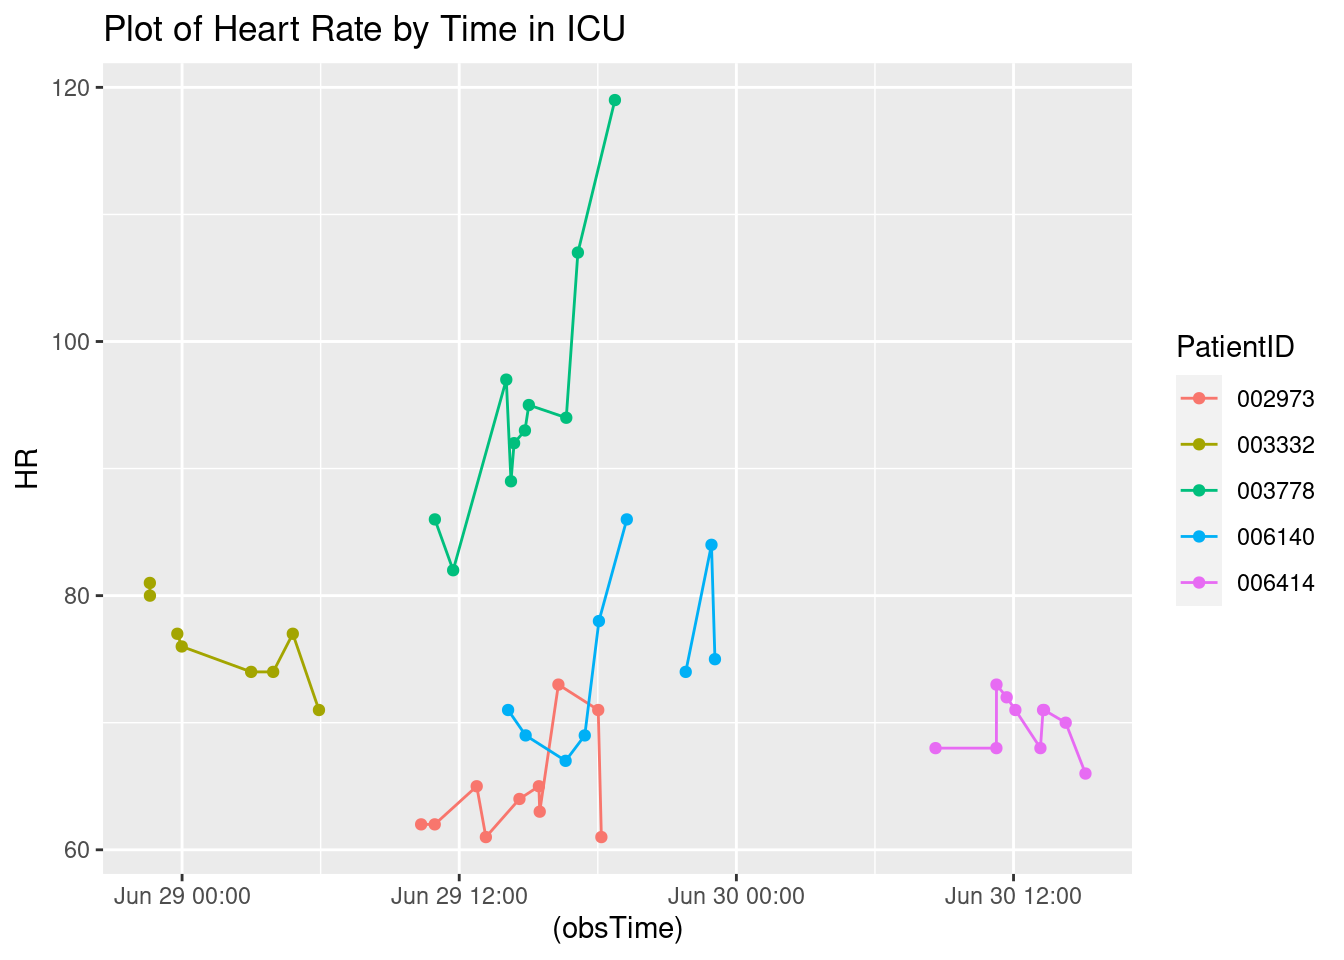 Plot of Heart Rate by Time in ICU
120
100
80
60
HR
Jun 29 00:00
Jun 29 12:00
Jun 30 00:00
Jun 30 12:00
(obsTime)
PatientID
002973
003332
003778
006140
006414